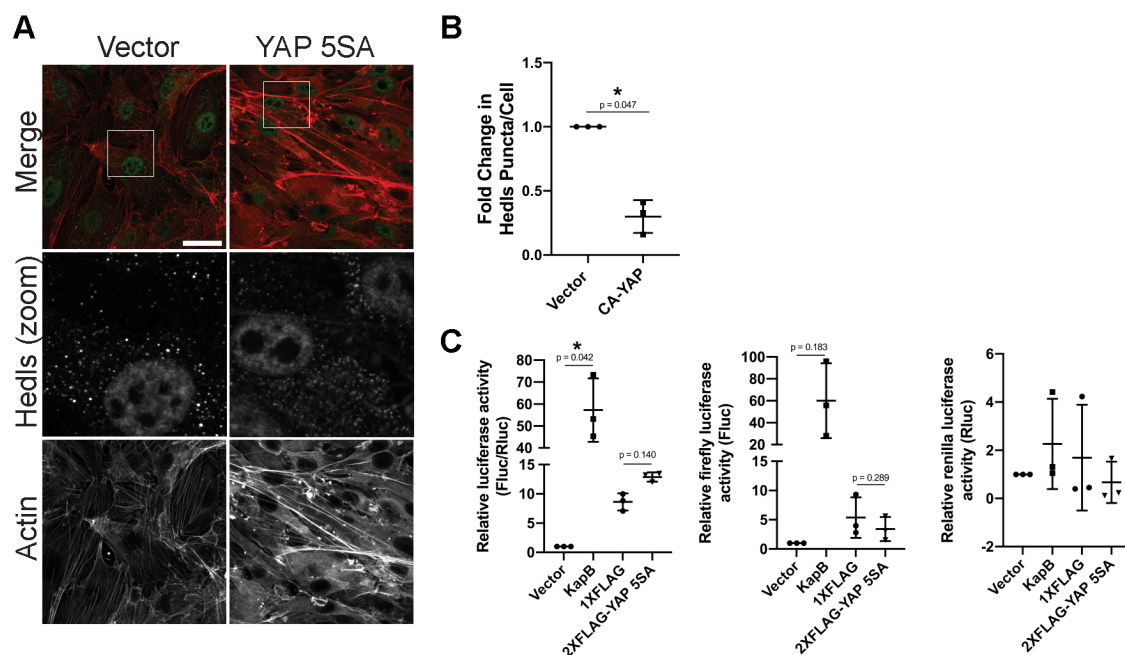 A
Vector
YAP 5SA
Merge
Hedls (zoom)
Actin
B
Fold Change in
Hedls Puncta/Cell
1.5
1.0
0.5
0.0
*
p = 0.047
Vector
CA-YAP
C
Relative luciferase activity
(Fluc/Rluc)
80
70
60
50
40
15
10
5
0
*
p = 0.042
p = 0.140
Vector
KapB
1XFLAG
2XFLAG-YAP 5SA
Relative firefly luciferase
activity (Fluc)
100
80
60
40
20
15
10
5
0
p = 0.183
p = 0.289
Vector
KapB
1XFLAG
2XFLAG-YAP 5SA
Relative renilla luciferase
activity (Rluc)
6
4
2
0
-2
Vector
KapB
1XFLAG
2XFLAG-YAP 5SA